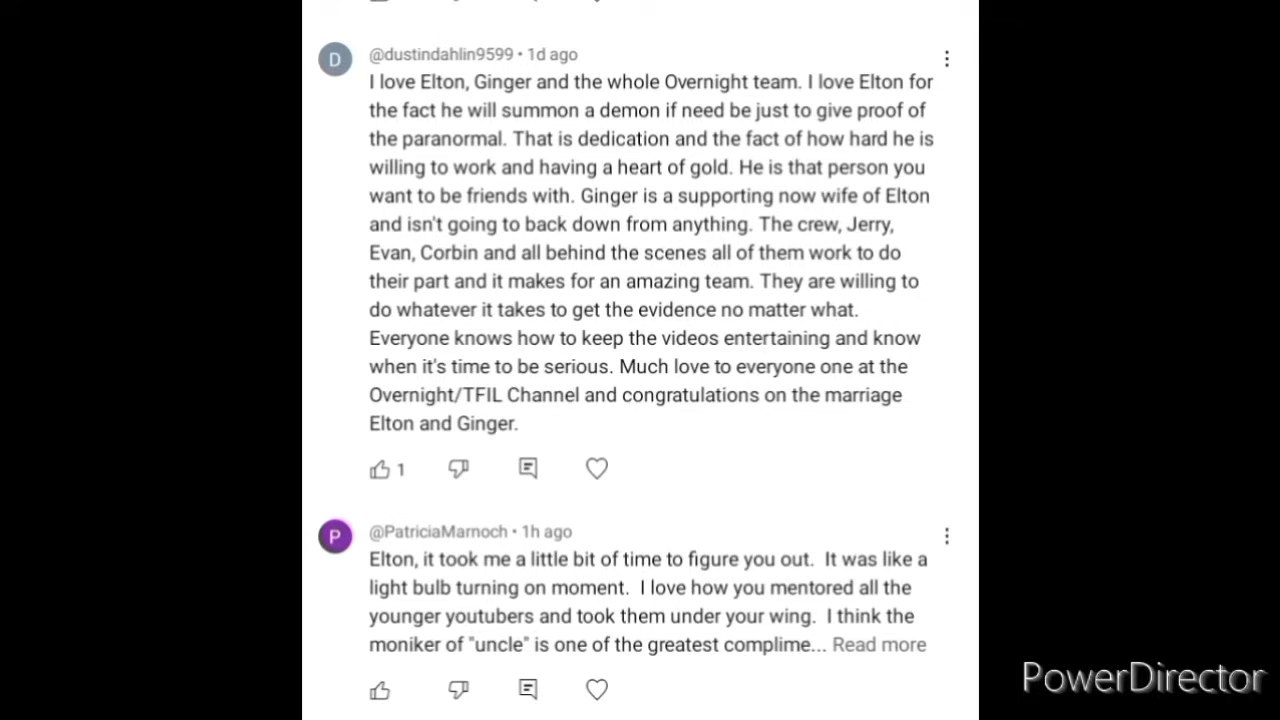 D
@dustindahlin9599 • 1d ago
I love Elton, Ginger and the whole Overnight team. I love Elton for
the fact he will summon a demon if need be just to give proof of
the paranormal. That is dedication and the fact of how hard he is
willing to work and having a heart of gold. He is that person you
want to be friends with. Ginger is a supporting now wife of Elton
and isn't going to back down from anything. The crew, Jerry,
Evan, Corbin and all behind the scenes all of them work to do
their part and it makes for an amazing team. They are willing to
do whatever it takes to get the evidence no matter what.
Everyone knows how to keep the videos entertaining and know
when it's time to be serious. Much love to everyone one at the
Overnight/TFIL Channel and congratulations on the marriage
Elton and Ginger.
1
P
@PatriciaMarnoch • 1h ago
Elton, it took me a little bit of time to figure you out.  It was like a
light bulb turning on moment.  I love how you mentored all the
younger youtubers and took them under your wing.  I think the
moniker of "uncle" is one of the greatest complime... Read more
PowerDirector